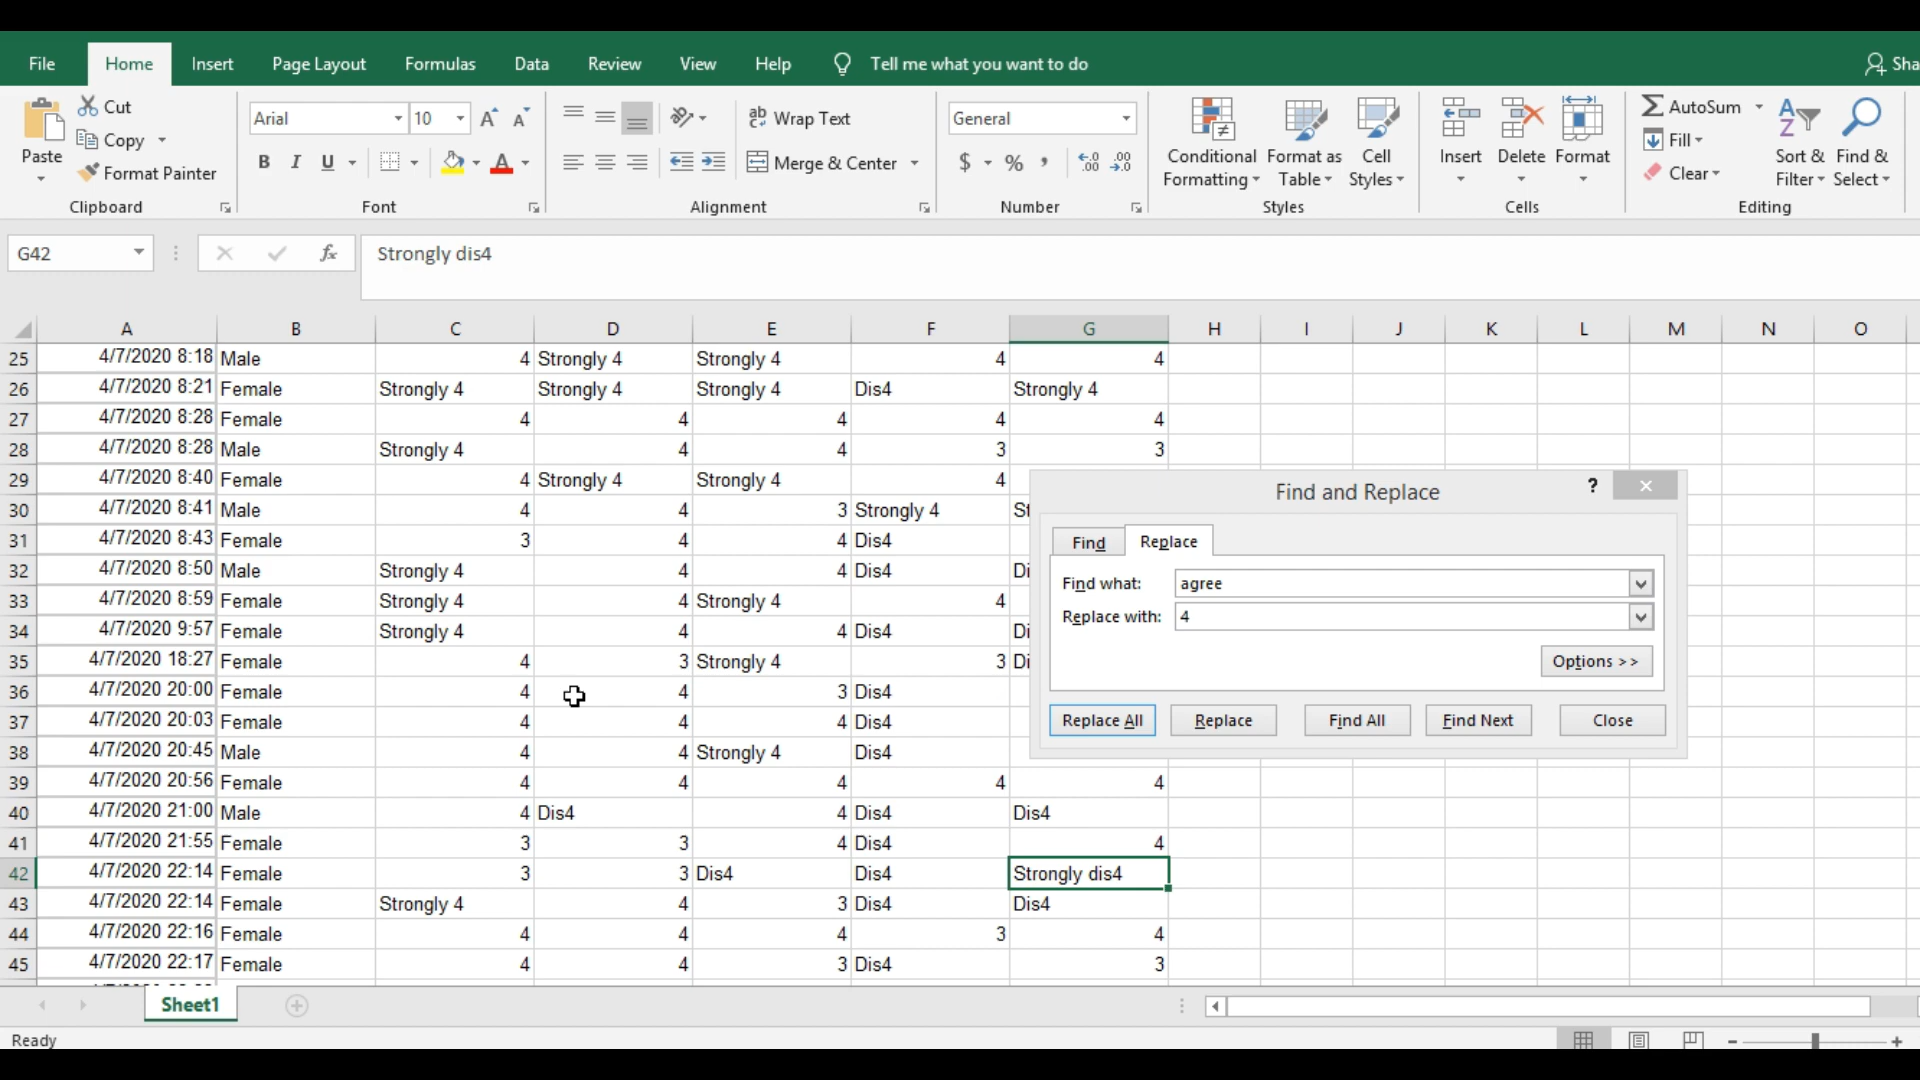 File Home Insert Page Layout Formulas Data Review View Help Tell me what you want to do Sha
Cut
Copy
Format Painter
Paste
Clipboard
Arial 10
B I U
Font
Wrap Text
Merge & Center
Alignment
General
$ % ,
Number
Conditional Formatting
Format as Table
Cell Styles
Styles
Insert Delete Format
Cells
AutoSum
Fill
Clear
Sort & Filter
Find & Select
Editing
G42 fx Strongly dis4
A B C D E F G H I J K L M N O
25 4/7/2020 8:18 Male 4 Strongly 4 Strongly 4 4 4
26 4/7/2020 8:21 Female Strongly 4 Strongly 4 Strongly 4 Dis4 Strongly 4
27 4/7/2020 8:28 Female 4 4 4 4 4
28 4/7/2020 8:28 Male Strongly 4 4 4 3 3
29 4/7/2020 8:40 Female 4 Strongly 4 Strongly 4 4
30 4/7/2020 8:41 Male 4 4 3 Strongly 4 St
31 4/7/2020 8:43 Female 3 4 4 Dis4
32 4/7/2020 8:50 Male Strongly 4 4 4 Dis4 Di
33 4/7/2020 8:59 Female Strongly 4 4 Strongly 4 4
34 4/7/2020 9:57 Female Strongly 4 4 4 Dis4 Di
35 4/7/2020 18:27 Female 4 3 Strongly 4 3 Di
36 4/7/2020 20:00 Female 4 4 3 Dis4
37 4/7/2020 20:03 Female 4 4 4 Dis4
38 4/7/2020 20:45 Male 4 4 Strongly 4 Dis4
39 4/7/2020 20:56 Female 4 4 4 4 4
40 4/7/2020 21:00 Male 4 Dis4 4 Dis4 Dis4
41 4/7/2020 21:55 Female 3 3 4 Dis4 4
42 4/7/2020 22:14 Female 3 3 Dis4 Dis4 Strongly dis4
43 4/7/2020 22:14 Female Strongly 4 4 3 Dis4 Dis4
44 4/7/2020 22:16 Female 4 4 4 3 4
45 4/7/2020 22:17 Female 4 4 3 Dis4 3
Find and Replace ?
Find Replace
Find what: agree
Replace with: 4
Options >>
Replace All Replace Find All Find Next Close
Sheet1
Ready